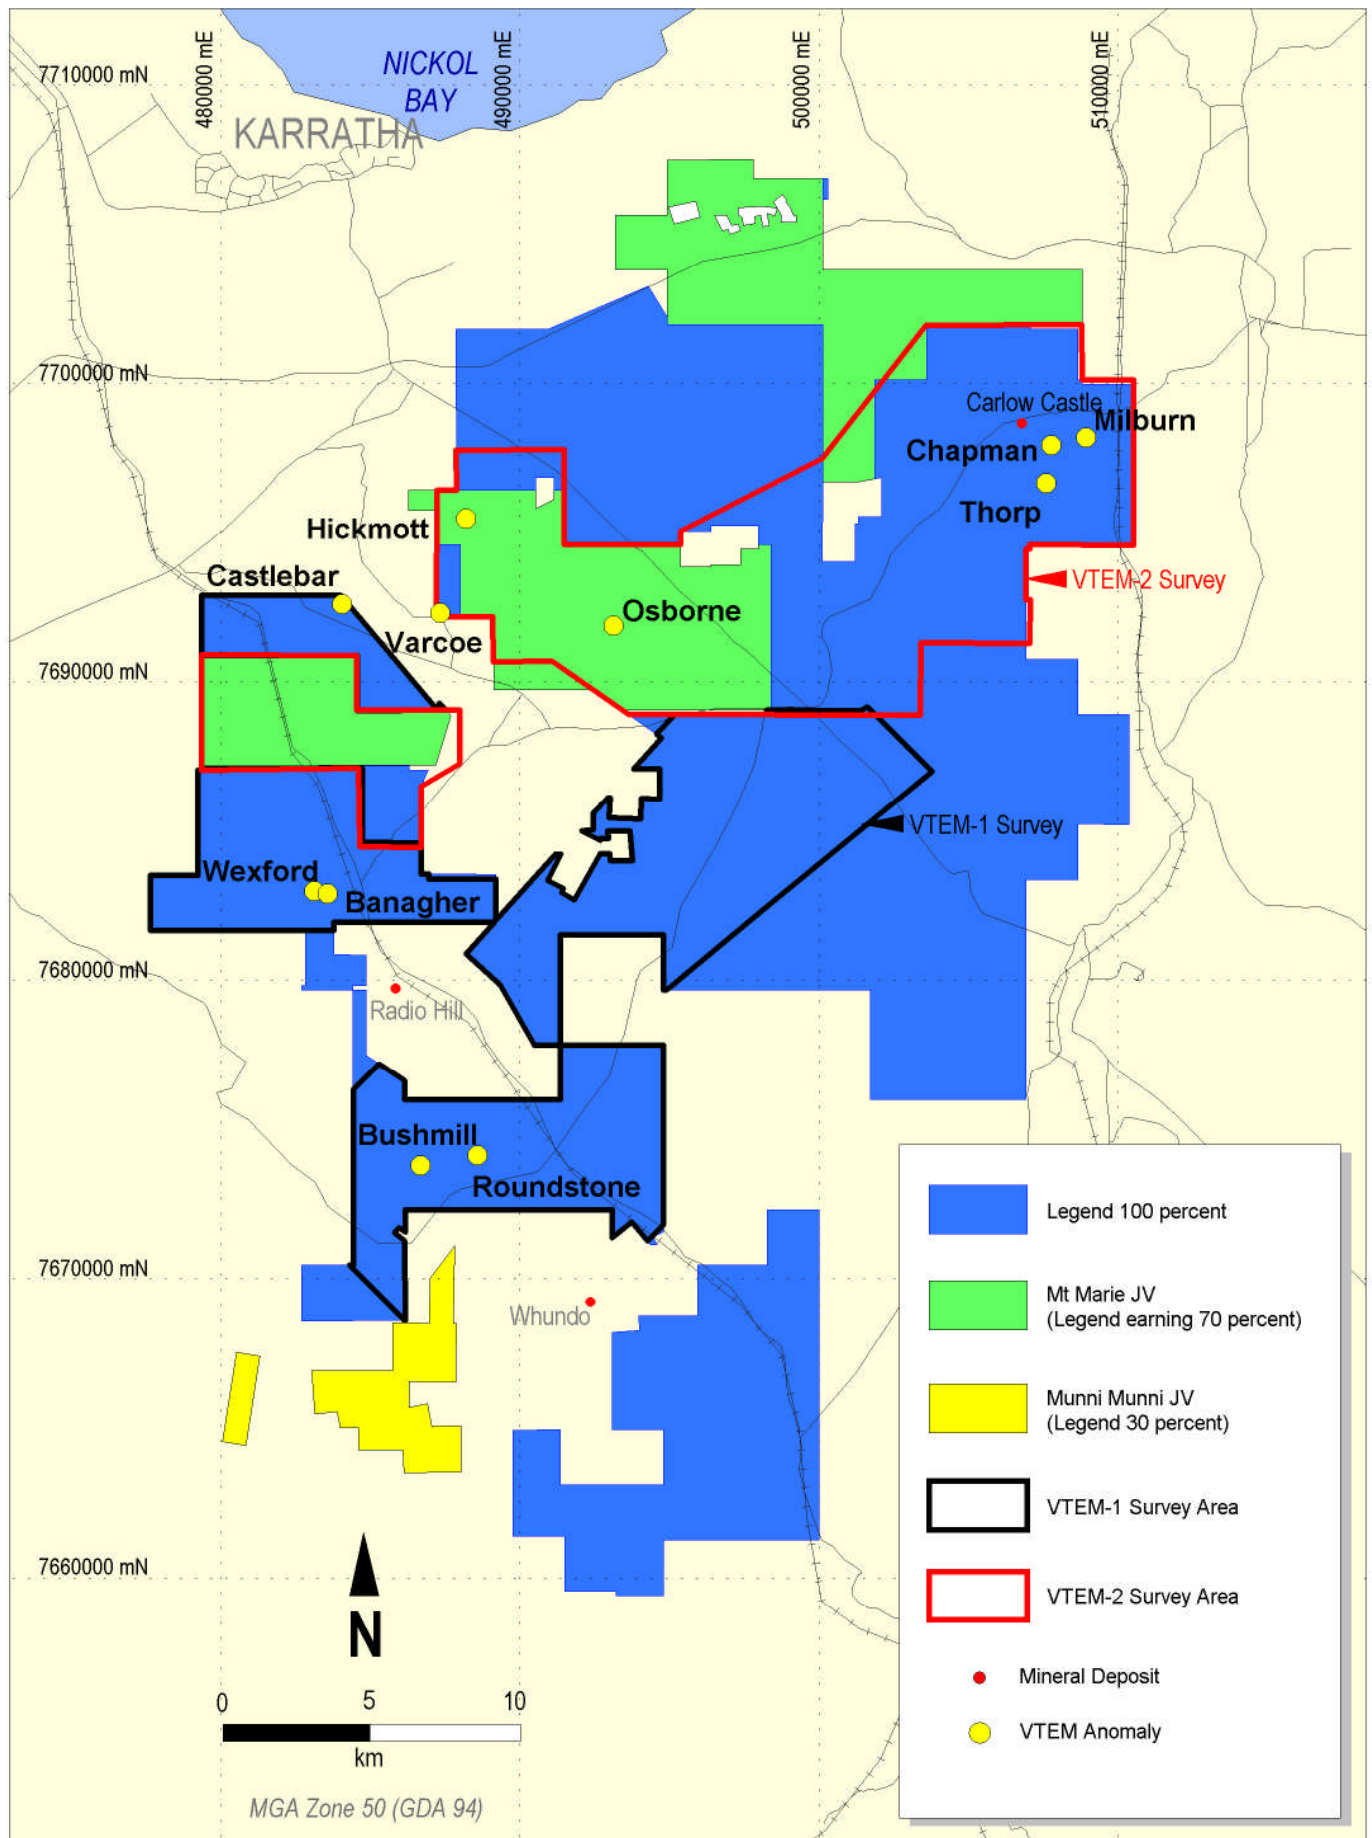 480000 mE
490000 mE
500000 mE
510000 mE
NICKOL
BAY
7710000 mN
KARRATHA
7700000 mN
Carlow Castle
Milburn
Chapman
Thorp
Hickmott
Castlebar
VTEM-2 Survey
Osborne
Varcoe
7690000 mN
VTEM-1 Survey
Wexford
Banagher
7680000 mN
Radio Hill
Bushmill
Roundstone
7670000 mN
Whundo
7660000 mN
N
0 5 10
km
MGA Zone 50 (GDA 94)
Legend 100 percent
Mt Marie JV
(Legend earning 70 percent)
Munni Munni JV
(Legend 30 percent)
VTEM-1 Survey Area
VTEM-2 Survey Area
Mineral Deposit
VTEM Anomaly